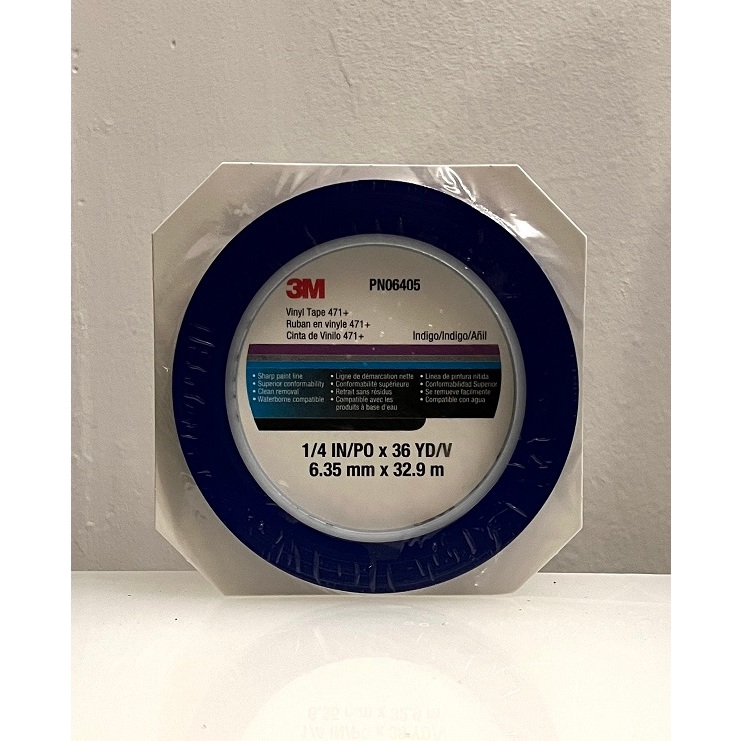 3M
PN06405
Vinyl Tape 471+
Ruban en vinyle 471+
Cinta de Vinilo 471+
Indigo/Indigo/Añil
• Sharp paint line
• Superior conformability
• Clean removal
• Waterborne compatible
• Ligne de démarcation nette
• Conformabilité supérieure
• Retrait sans résidus
• Compatible avec les
produits à base d'eau
• Linea de pintura nitida
• Conformabilidad Superior
• Se remueve facilmente
• Compatible con agua
1/4 IN/PO x 36 YD/V
6.35 mm x 32.9 m